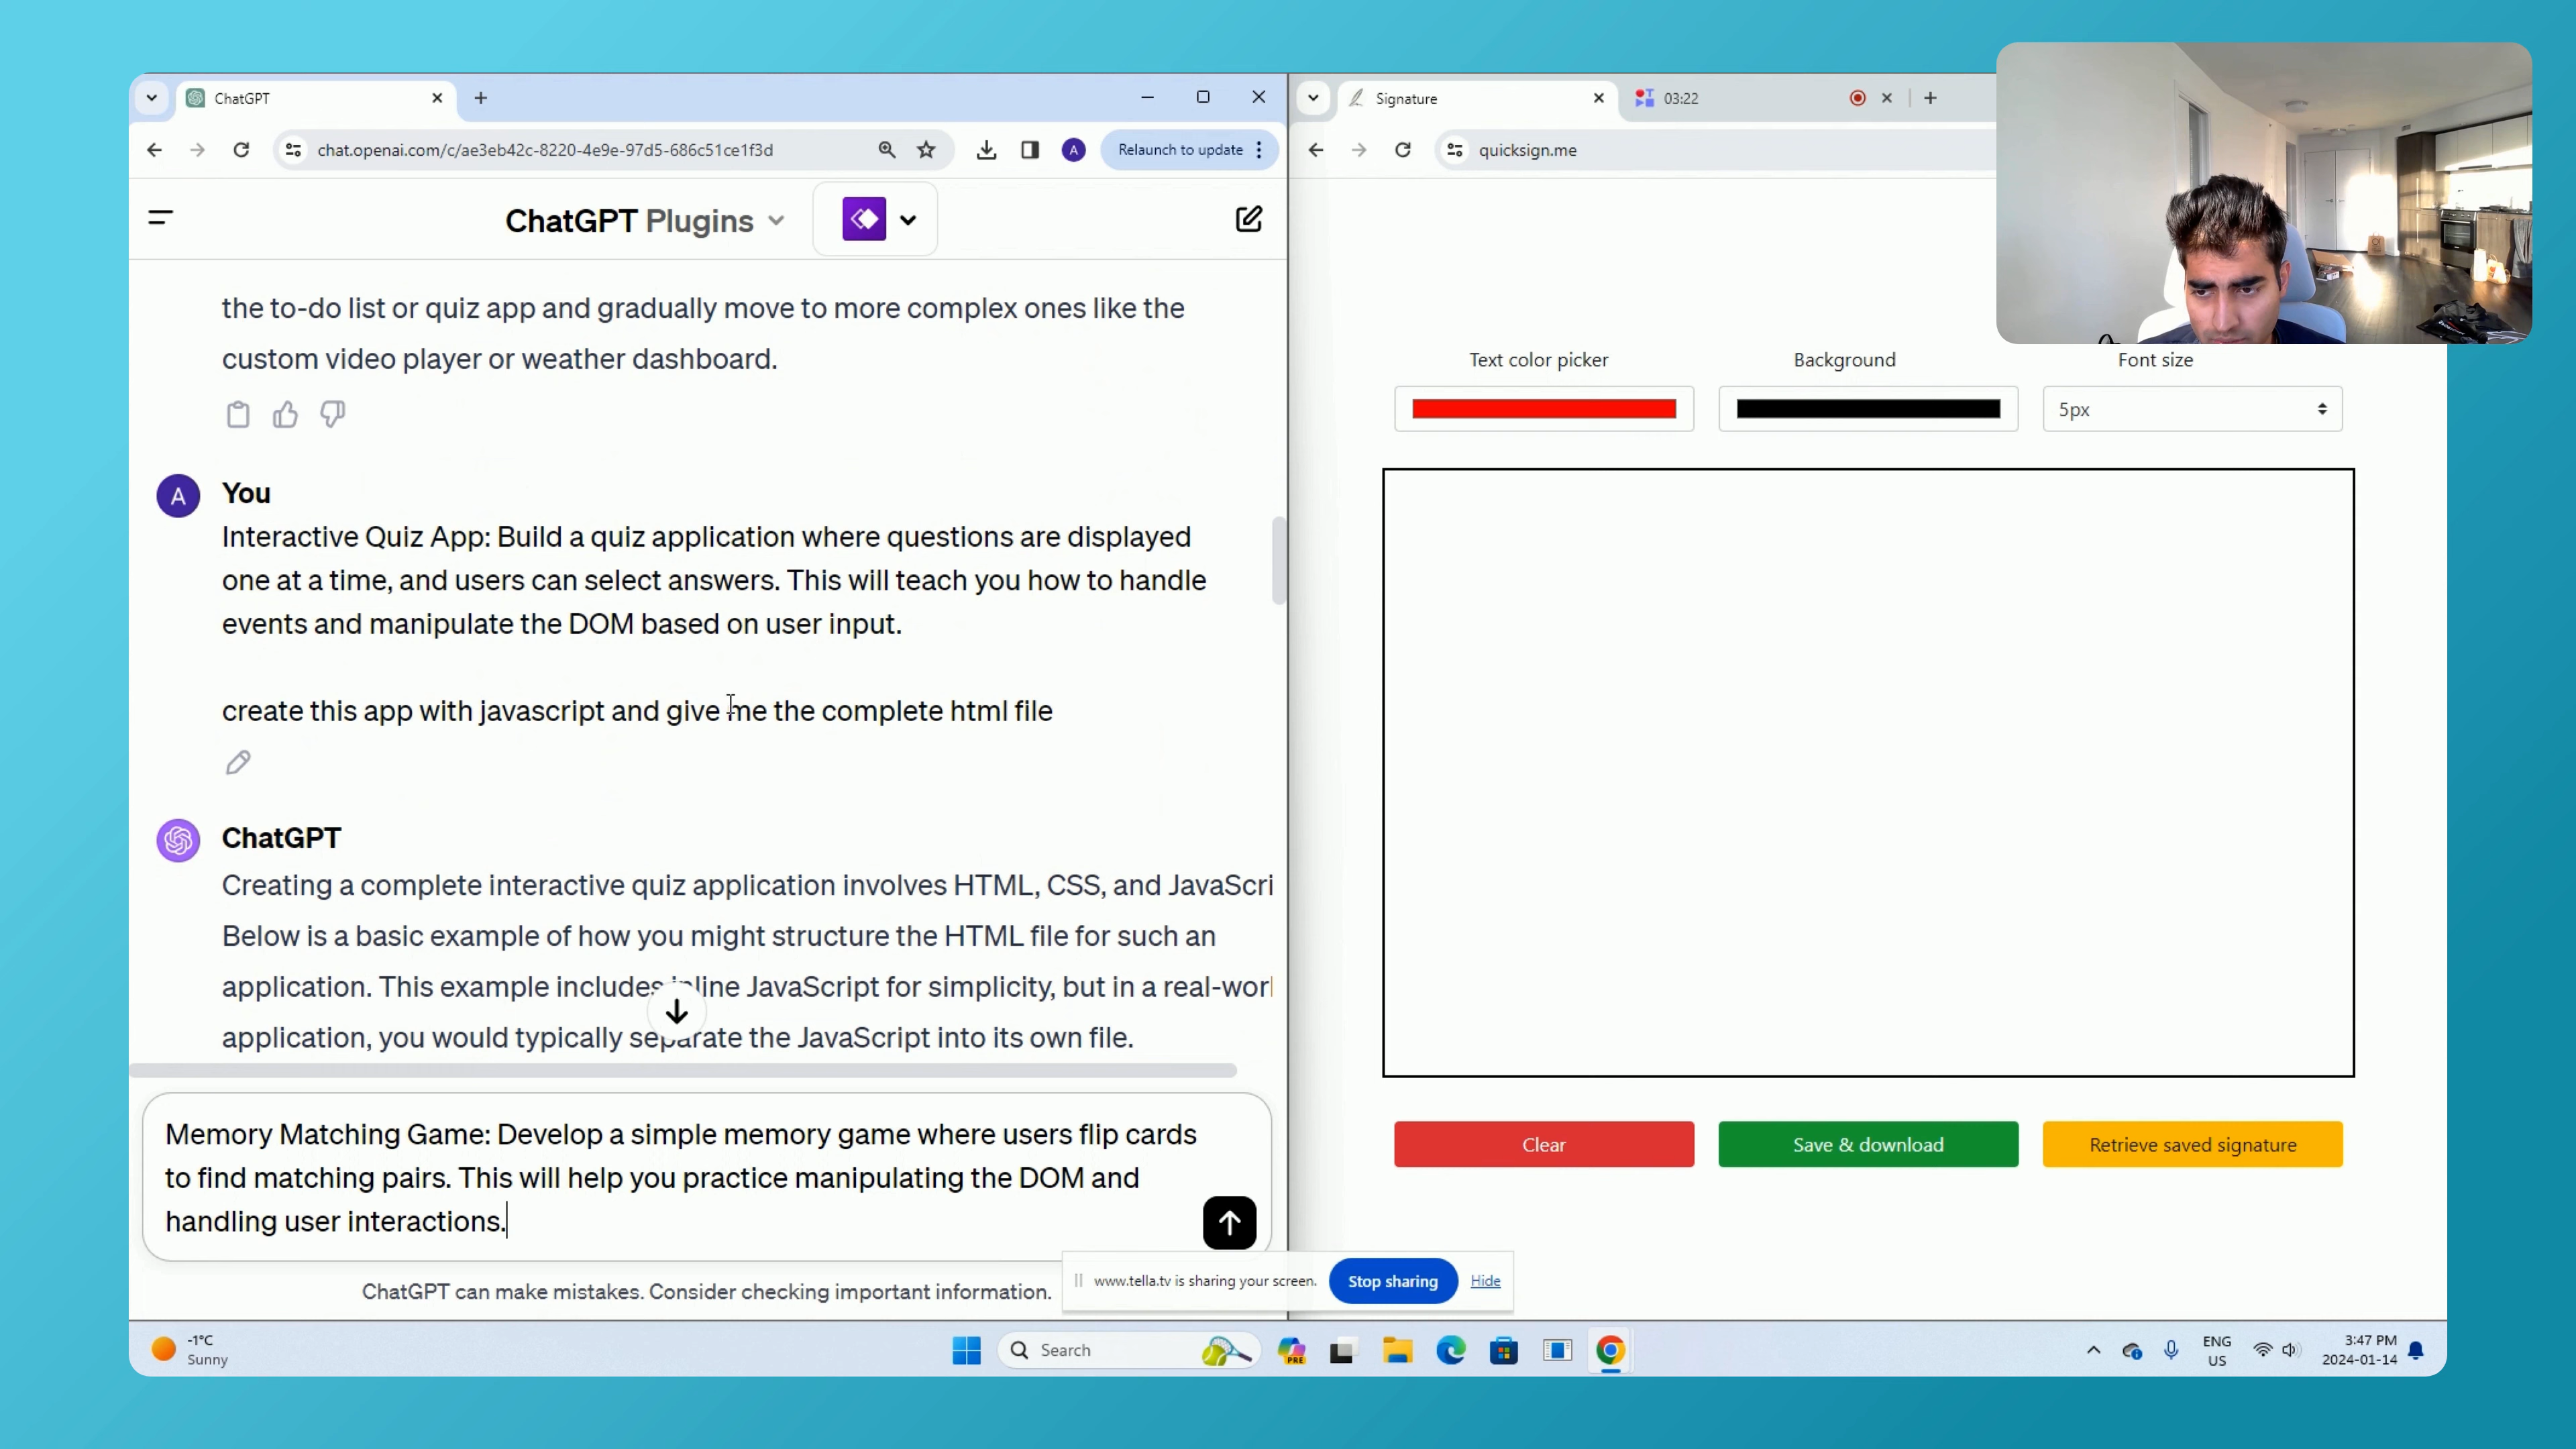 ChatGPT
chat.openai.com/c/ae3eb42c-8220-4e9e-97d5-686c51ce1f3d
A
Relaunch to update
ChatGPT Plugins
the to-do list or quiz app and gradually move to more complex ones like the
custom video player or weather dashboard.
A
You
Interactive Quiz App: Build a quiz application where questions are displayed
one at a time, and users can select answers. This will teach you how to handle
events and manipulate the DOM based on user input.
create this app with javascript and give me the complete html file
ChatGPT
Creating a complete interactive quiz application involves HTML, CSS, and JavaScri
Below is a basic example of how you might structure the HTML file for such an
application. This example includes inline JavaScript for simplicity, but in a real-worl
application, you would typically separate the JavaScript into its own file.
Memory Matching Game: Develop a simple memory game where users flip cards
to find matching pairs. This will help you practice manipulating the DOM and
handling user interactions.
ChatGPT can make mistakes. Consider checking important information.
Signature
03:22
quicksign.me
Text color picker
Background
Font size
5px
Clear
Save & download
Retrieve saved signature
www.tella.tv is sharing your screen.
Stop sharing
Hide
-1°C
Sunny
Search
PRE
ENG
US
3:47 PM
2024-01-14